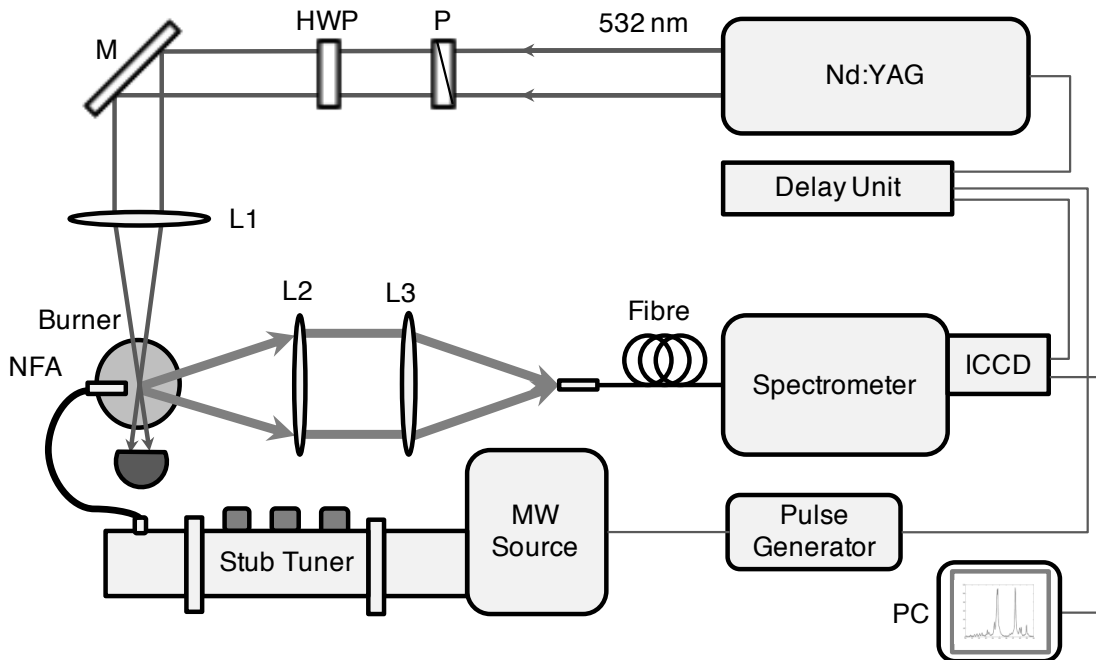 HWP
P
532 nm
M
Nd:YAG
Delay Unit
L1
L2
L3
Fibre
Burner
NFA
Spectrometer
ICCD
MW
Source
Pulse
Generator
Stub Tuner
PC